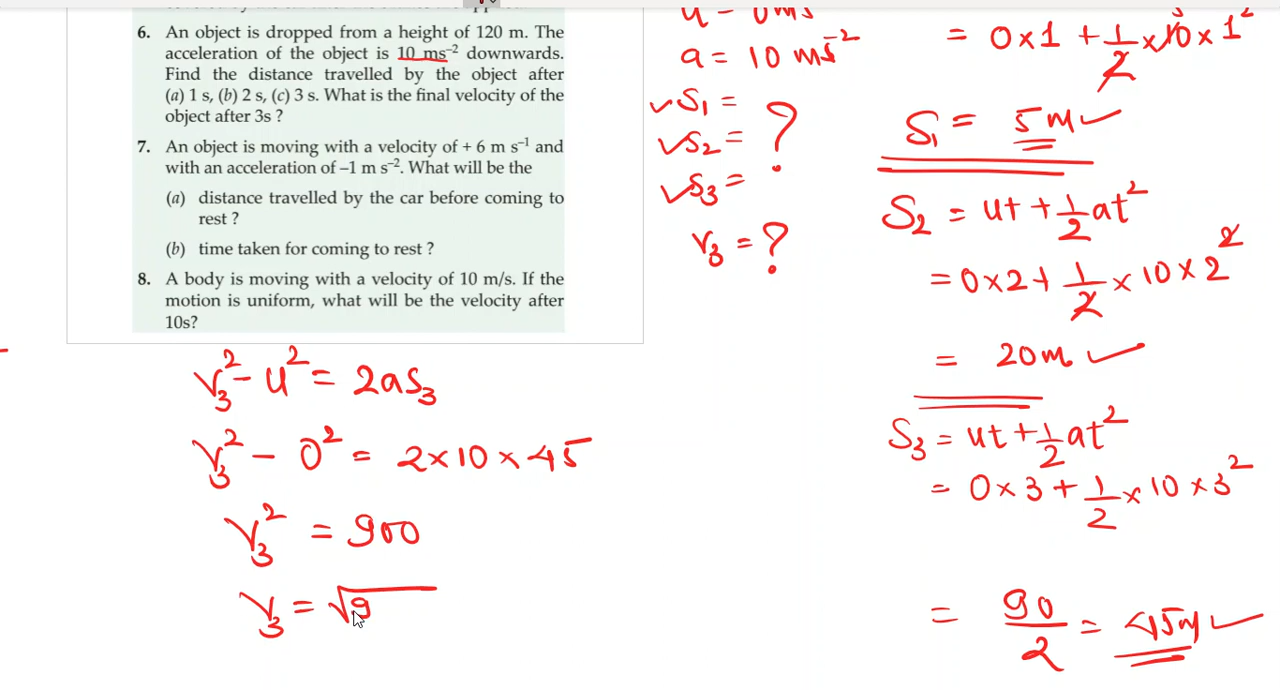 6. An object is dropped from a height of 120 m. The
acceleration of the object is 10 ms⁻² downwards.
Find the distance travelled by the object after
(a) 1 s, (b) 2 s, (c) 3 s. What is the final velocity of the
object after 3s ?
7. An object is moving with a velocity of + 6 m s⁻¹ and
with an acceleration of –1 m s⁻². What will be the
(a) distance travelled by the car before coming to
rest ?
(b) time taken for coming to rest ?
8. A body is moving with a velocity of 10 m/s. If the
motion is uniform, what will be the velocity after
10s?
V₃² - u² = 2aS₃
V₃² - 0² = 2×10×45
V₃² = 900
V₃ = √9
a = 10 ms⁻²
✓S₁ =
✓S₂ = ?
✓S₃ =
V₃ = ?
= 0×1 + 1/2 ×10×1²
S₁ = 5m ✓
S₂ = ut + 1/2 at²
= 0×2+ 1/2 × 10×2²
= 20m ✓
S₃ = ut + 1/2 at²
= 0×3 + 1/2 × 10 × 3²
= 90/2 = 45m ✓